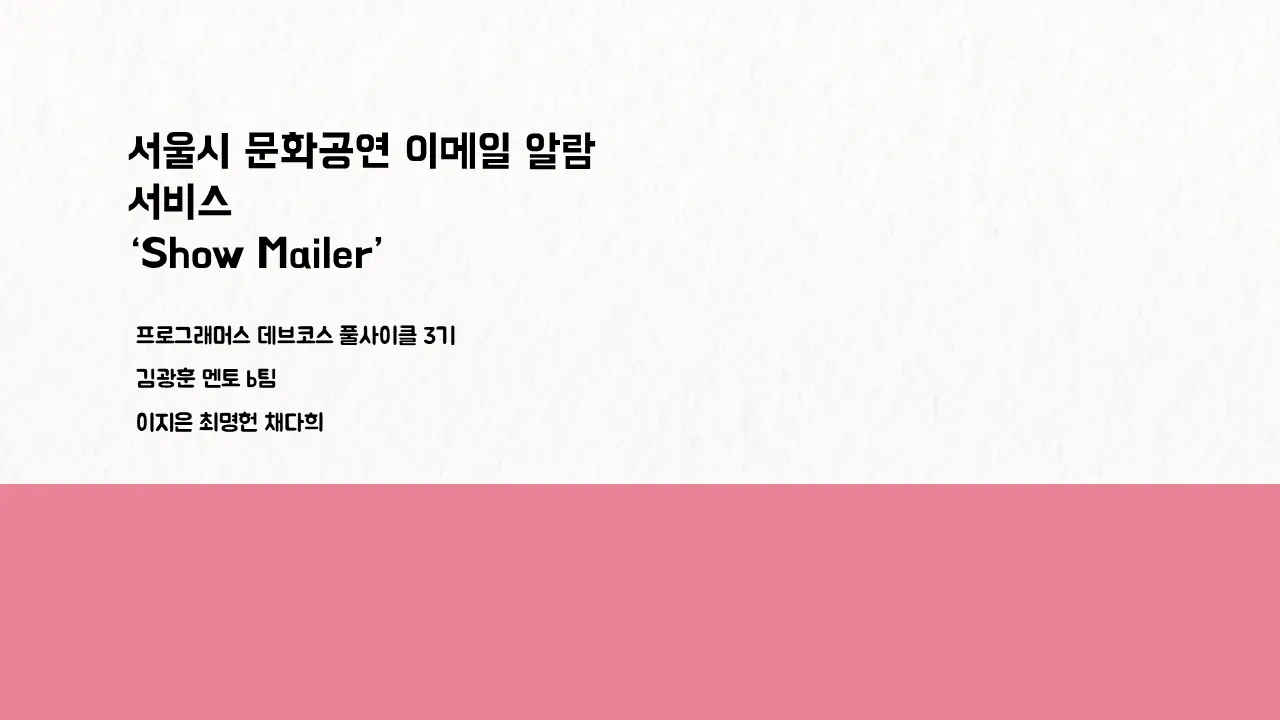 서울시 문화공연 이메일 알람
서비스
‘Show Mailer’
프로그래머스 데브코스 풀사이클 3기
김광훈 멘토 b팀
이지은 최명헌 채다희